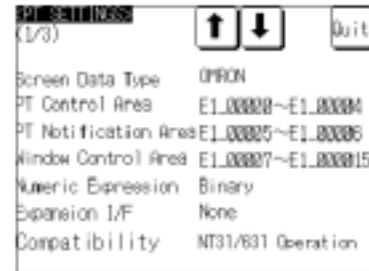 [PT SETTINGS]
(1/3)
Quit
Screen Data Type OMRON
PT Control Area E1_00000~E1_00004
PT Notification Area E1_00005~E1_00006
Window Control Area E1_00007~E1_000015
Numeric Expression Binary
Expansion I/F None
Compatibility NT31/631 Operation